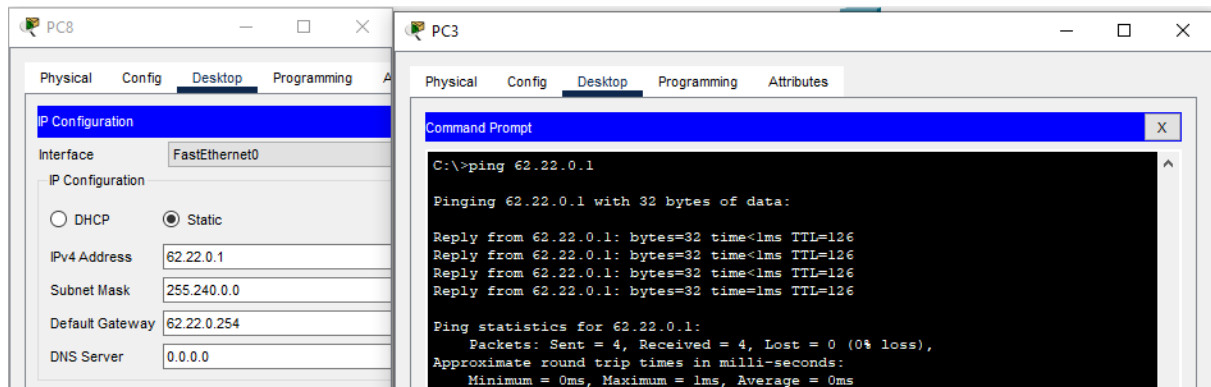 PC8
Physical Config Desktop Programming A
IP Configuration
Interface FastEthernet0
IP Configuration
DHCP Static
IPv4 Address 62.22.0.1
Subnet Mask 255.240.0.0
Default Gateway 62.22.0.254
DNS Server 0.0.0.0
PC3
Physical Config Desktop Programming Attributes
Command Prompt X
C:\>ping 62.22.0.1
Pinging 62.22.0.1 with 32 bytes of data:
Reply from 62.22.0.1: bytes=32 time<1ms TTL=126
Reply from 62.22.0.1: bytes=32 time<1ms TTL=126
Reply from 62.22.0.1: bytes=32 time<1ms TTL=126
Reply from 62.22.0.1: bytes=32 time=1ms TTL=126
Ping statistics for 62.22.0.1:
Packets: Sent = 4, Received = 4, Lost = 0 (0% loss),
Approximate round trip times in milli-seconds:
Minimum = 0ms, Maximum = 1ms, Average = 0ms